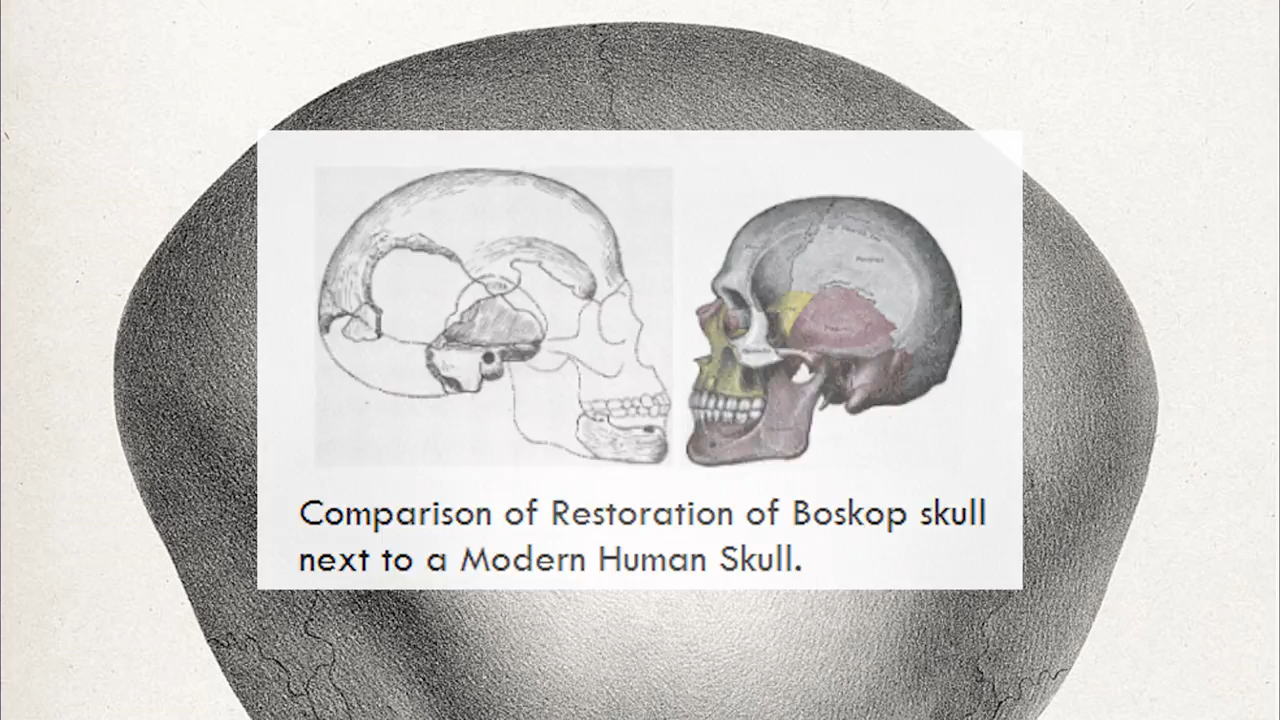 Comparison of Restoration of Boskop skull
next to a Modern Human Skull.